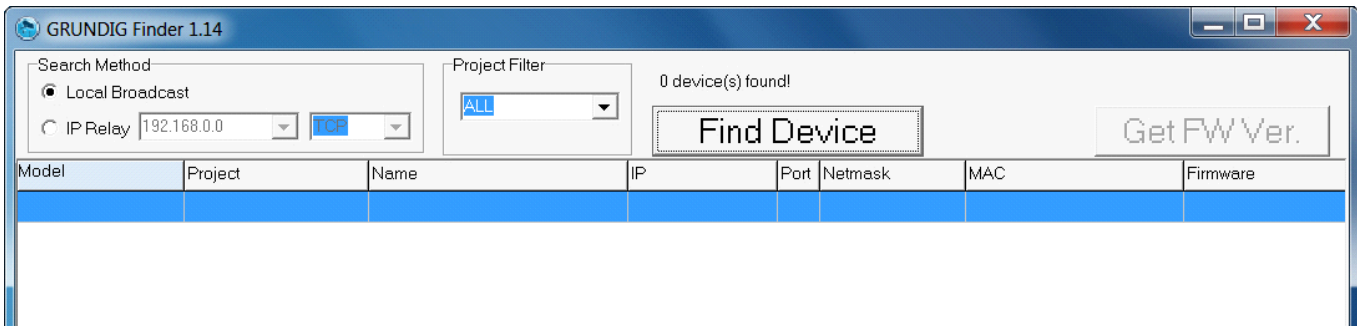 GRUNDIG Finder 1.14
Search Method
Local Broadcast
IP Relay 192.168.0.0 TCP
Project Filter
ALL
0 device(s) found!
Find Device
Get FW Ver.
Model Project Name IP Port Netmask MAC Firmware